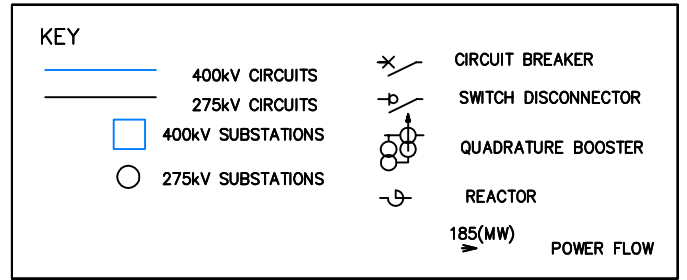 KEY
400kV CIRCUITS
275kV CIRCUITS
400kV SUBSTATIONS
275kV SUBSTATIONS
CIRCUIT BREAKER
SWITCH DISCONNECTOR
QUADRATURE BOOSTER
REACTOR
185(MW)
POWER FLOW